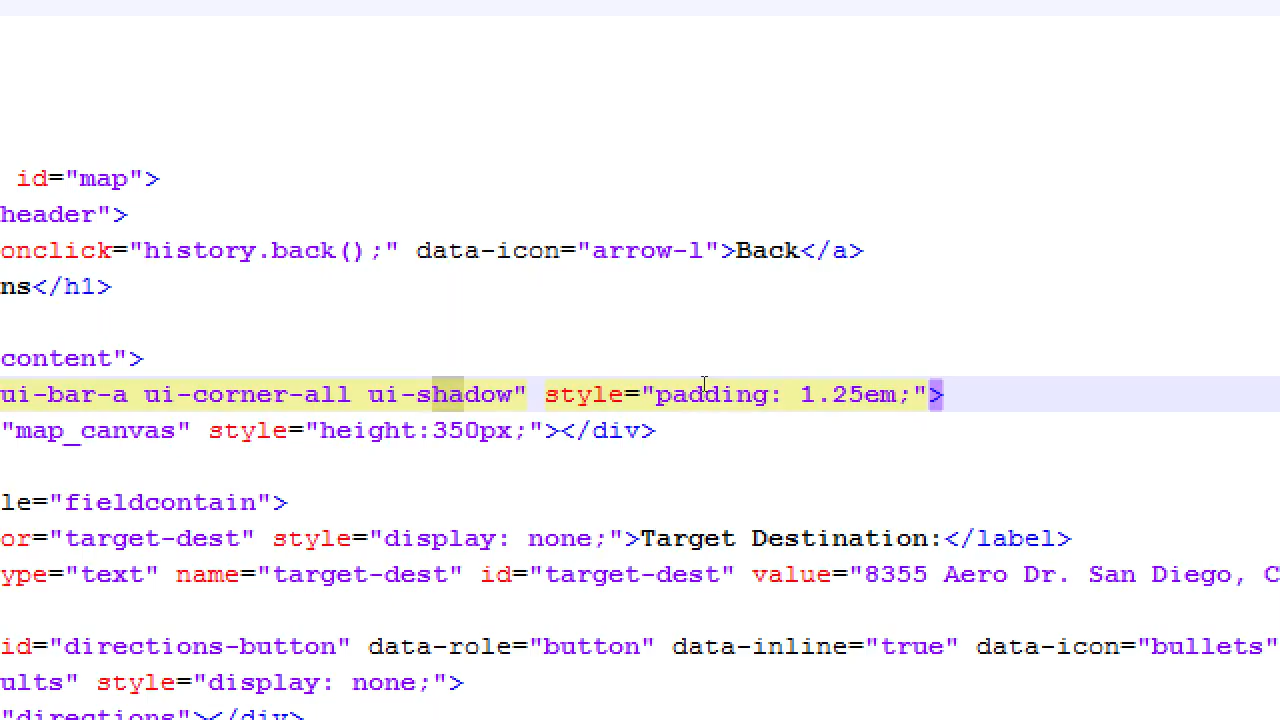 id="map">
header">
onclick="history.back();" data-icon="arrow-l">Back</a>
ns</h1>
content">
ui-bar-a ui-corner-all ui-shadow" style="padding: 1.25em;">
"map_canvas" style="height:350px;"></div>
le="fieldcontain">
or="target-dest" style="display: none;">Target Destination:</label>
ype="text" name="target-dest" id="target-dest" value="8355 Aero Dr. San Diego, C
id="directions-button" data-role="button" data-inline="true" data-icon="bullets"
ults" style="display: none;">
"directions"></div>